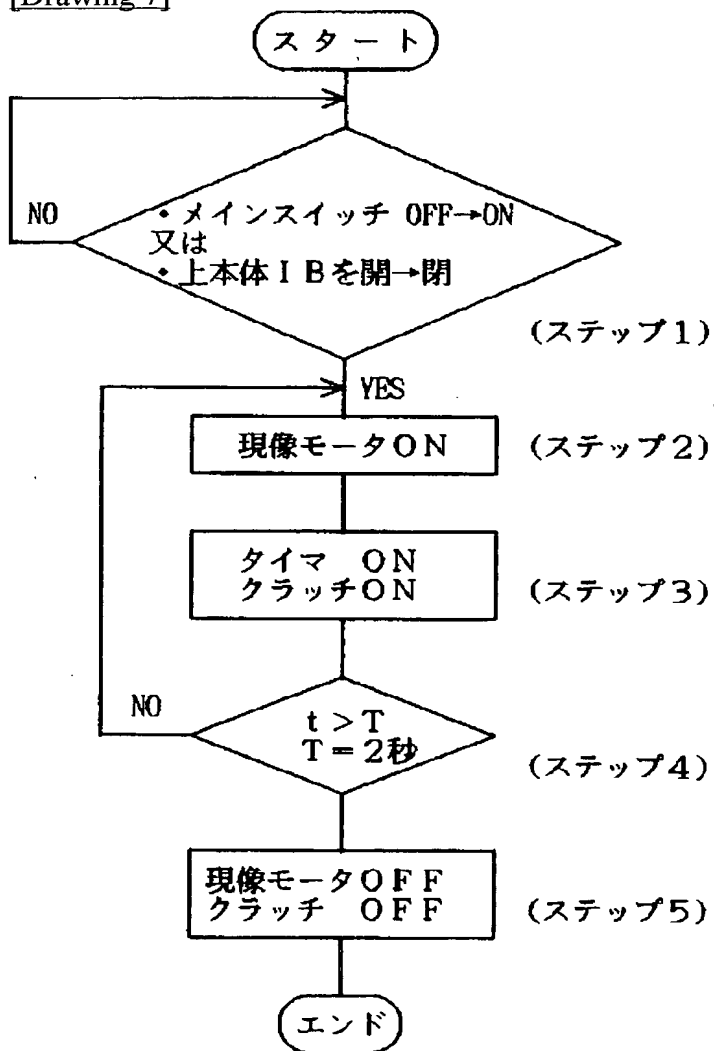 [Drawing 7]
スタート
NO
・メインスイッチ OFF→ON
又は
・上本体ＩＢを開→閉
(ステップ1)
YES
現像モータON
(ステップ2)
タイマ ON
クラッチON
(ステップ3)
NO
t>T
T=2秒
(ステップ4)
現像モータOFF
クラッチ OFF
(ステップ5)
エンド